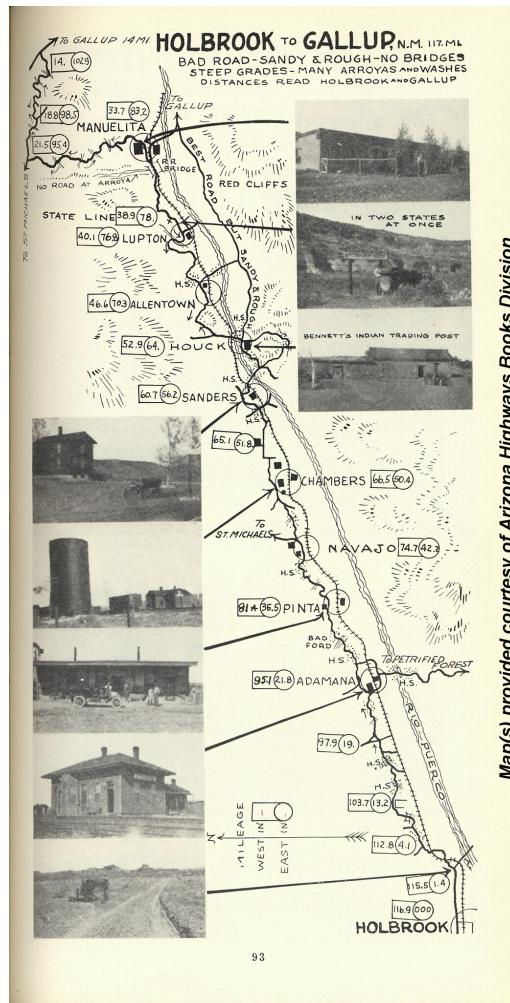 TO GALLUP 14 MI.
HOLBROOK TO GALLUP, N.M. 117. MI.
BAD ROAD-SANDY & ROUGH-NO BRIDGES
STEEP GRADES-MANY ARROYAS AND WASHES
DISTANCES READ HOLBROOK AND GALLUP
14. 102.9
18.8 98.5
21.5 95.4
TO ST. MICHAELS
33.7 83.2
MANUELITA
TO GALLUP
R.R. BRIDGE
NO ROAD AT ARROYA
BEST ROAD BUT SANDY & ROUGH
RED CLIFFS
STATE LINE 38.9 78.
40.1 76.8 LUPTON
IN TWO STATES
AT ONCE
H.S.
46.6 70.3 ALLENTOWN
H.S.
52.9 64. HOUCK
BENNETT'S INDIAN TRADING POST
H.S.
60.7 56.2 SANDERS
H.S.
65.1 51.8
CHAMBERS 66.5 50.4
TO ST. MICHAELS
NAVAJO 74.7 42.2
H.S.
81.4 35.5 PINTA
BAD FORD
H.S.
TO PETRIFIED FOREST
95.1 21.8 ADAMANA
H.S.
RIO-PUERCO
97.9 19.
H.S.
H.S.
103.7 13.2
N
MILEAGE
WEST IN
EAST IN
112.8 4.1
115.5 1.4
116.9 000
HOLBROOK
93
Map(s) provided courtesy of Arizona Highways Books Division